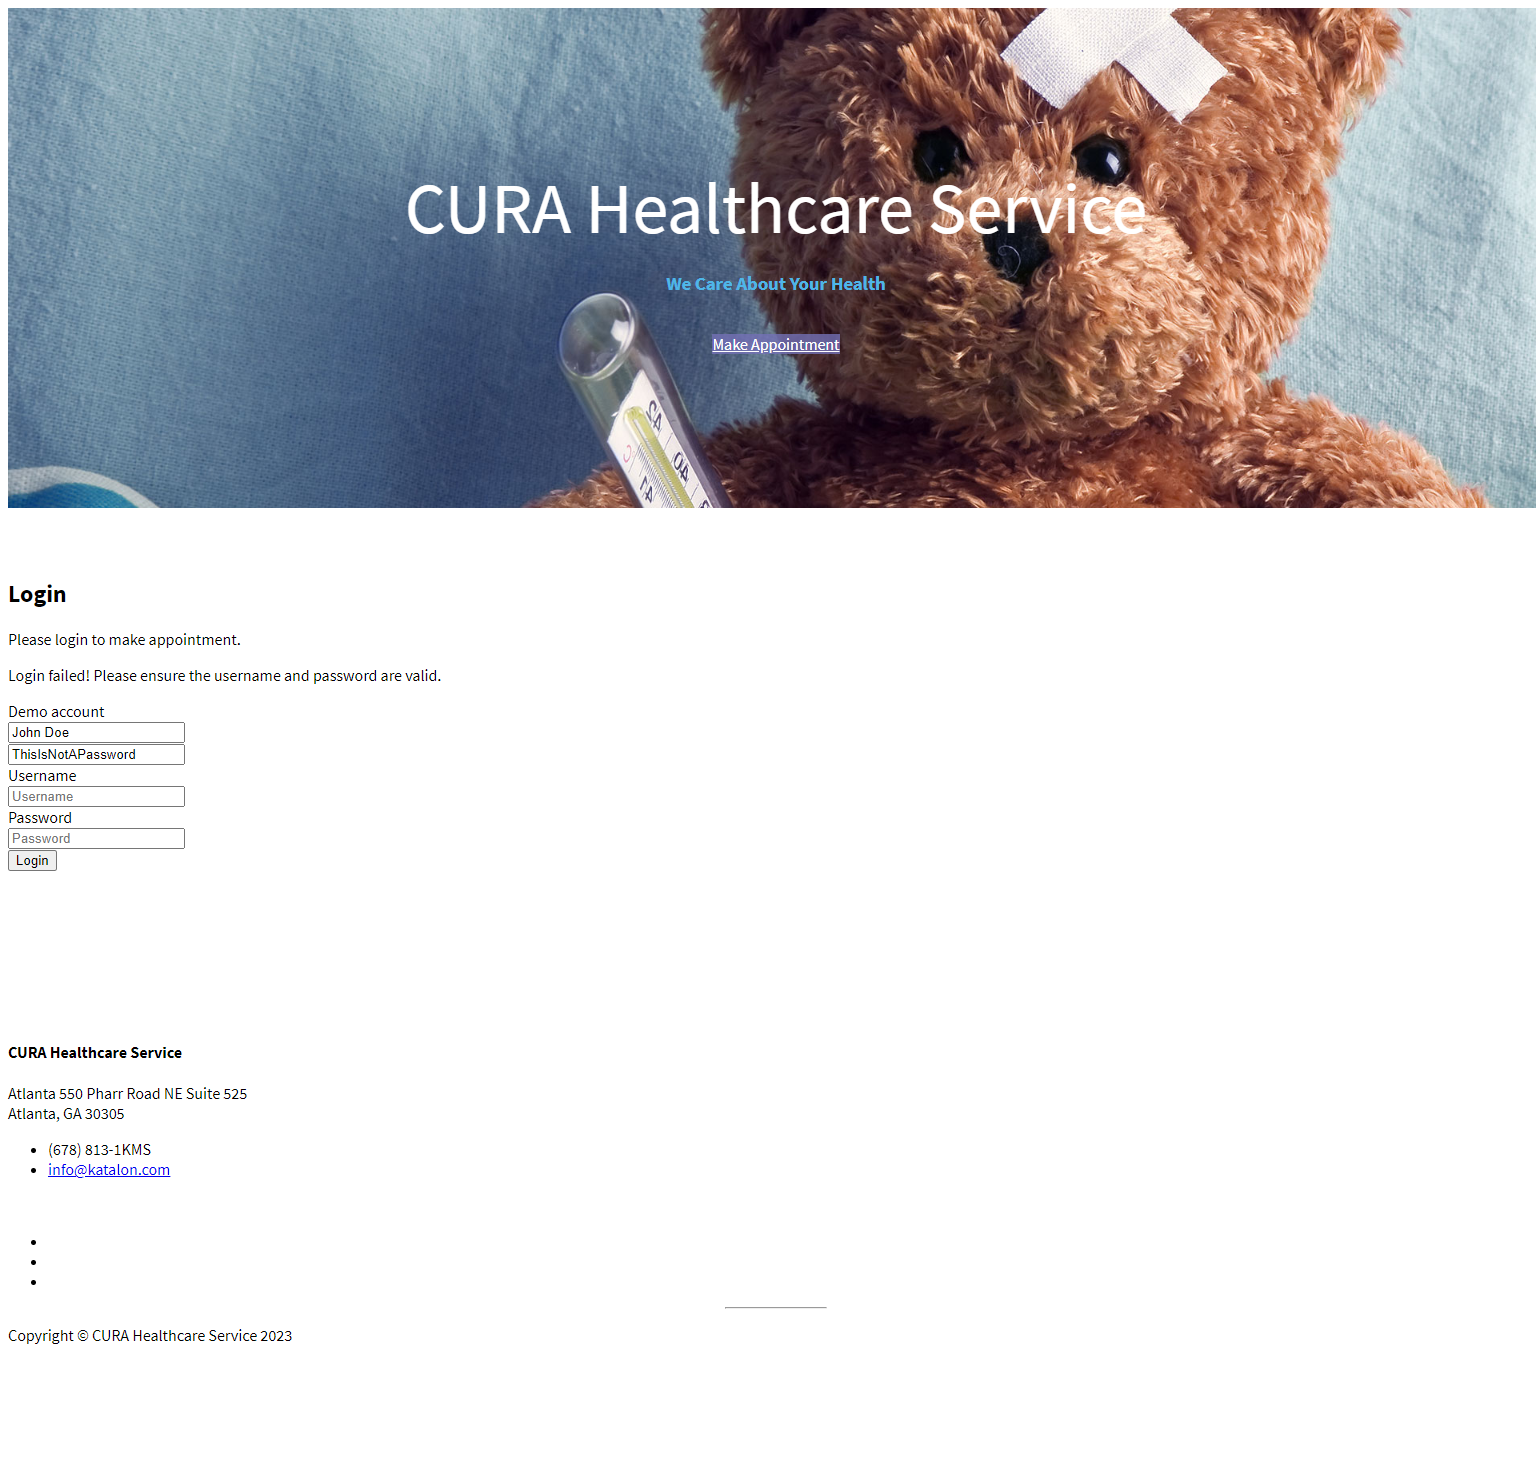 CURA Healthcare Service
We Care About Your Health
Make Appointment
42
40
Login
Please login to make appointment.
Login failed! Please ensure the username and password are valid.
Demo account
John Doe
ThisIsNotAPassword
Username
Username
Password
Password
Login
CURA Healthcare Service
Atlanta 550 Pharr Road NE Suite 525
Atlanta, GA 30305
(678) 813-1KMS
info@katalon.com
Copyright © CURA Healthcare Service 2023